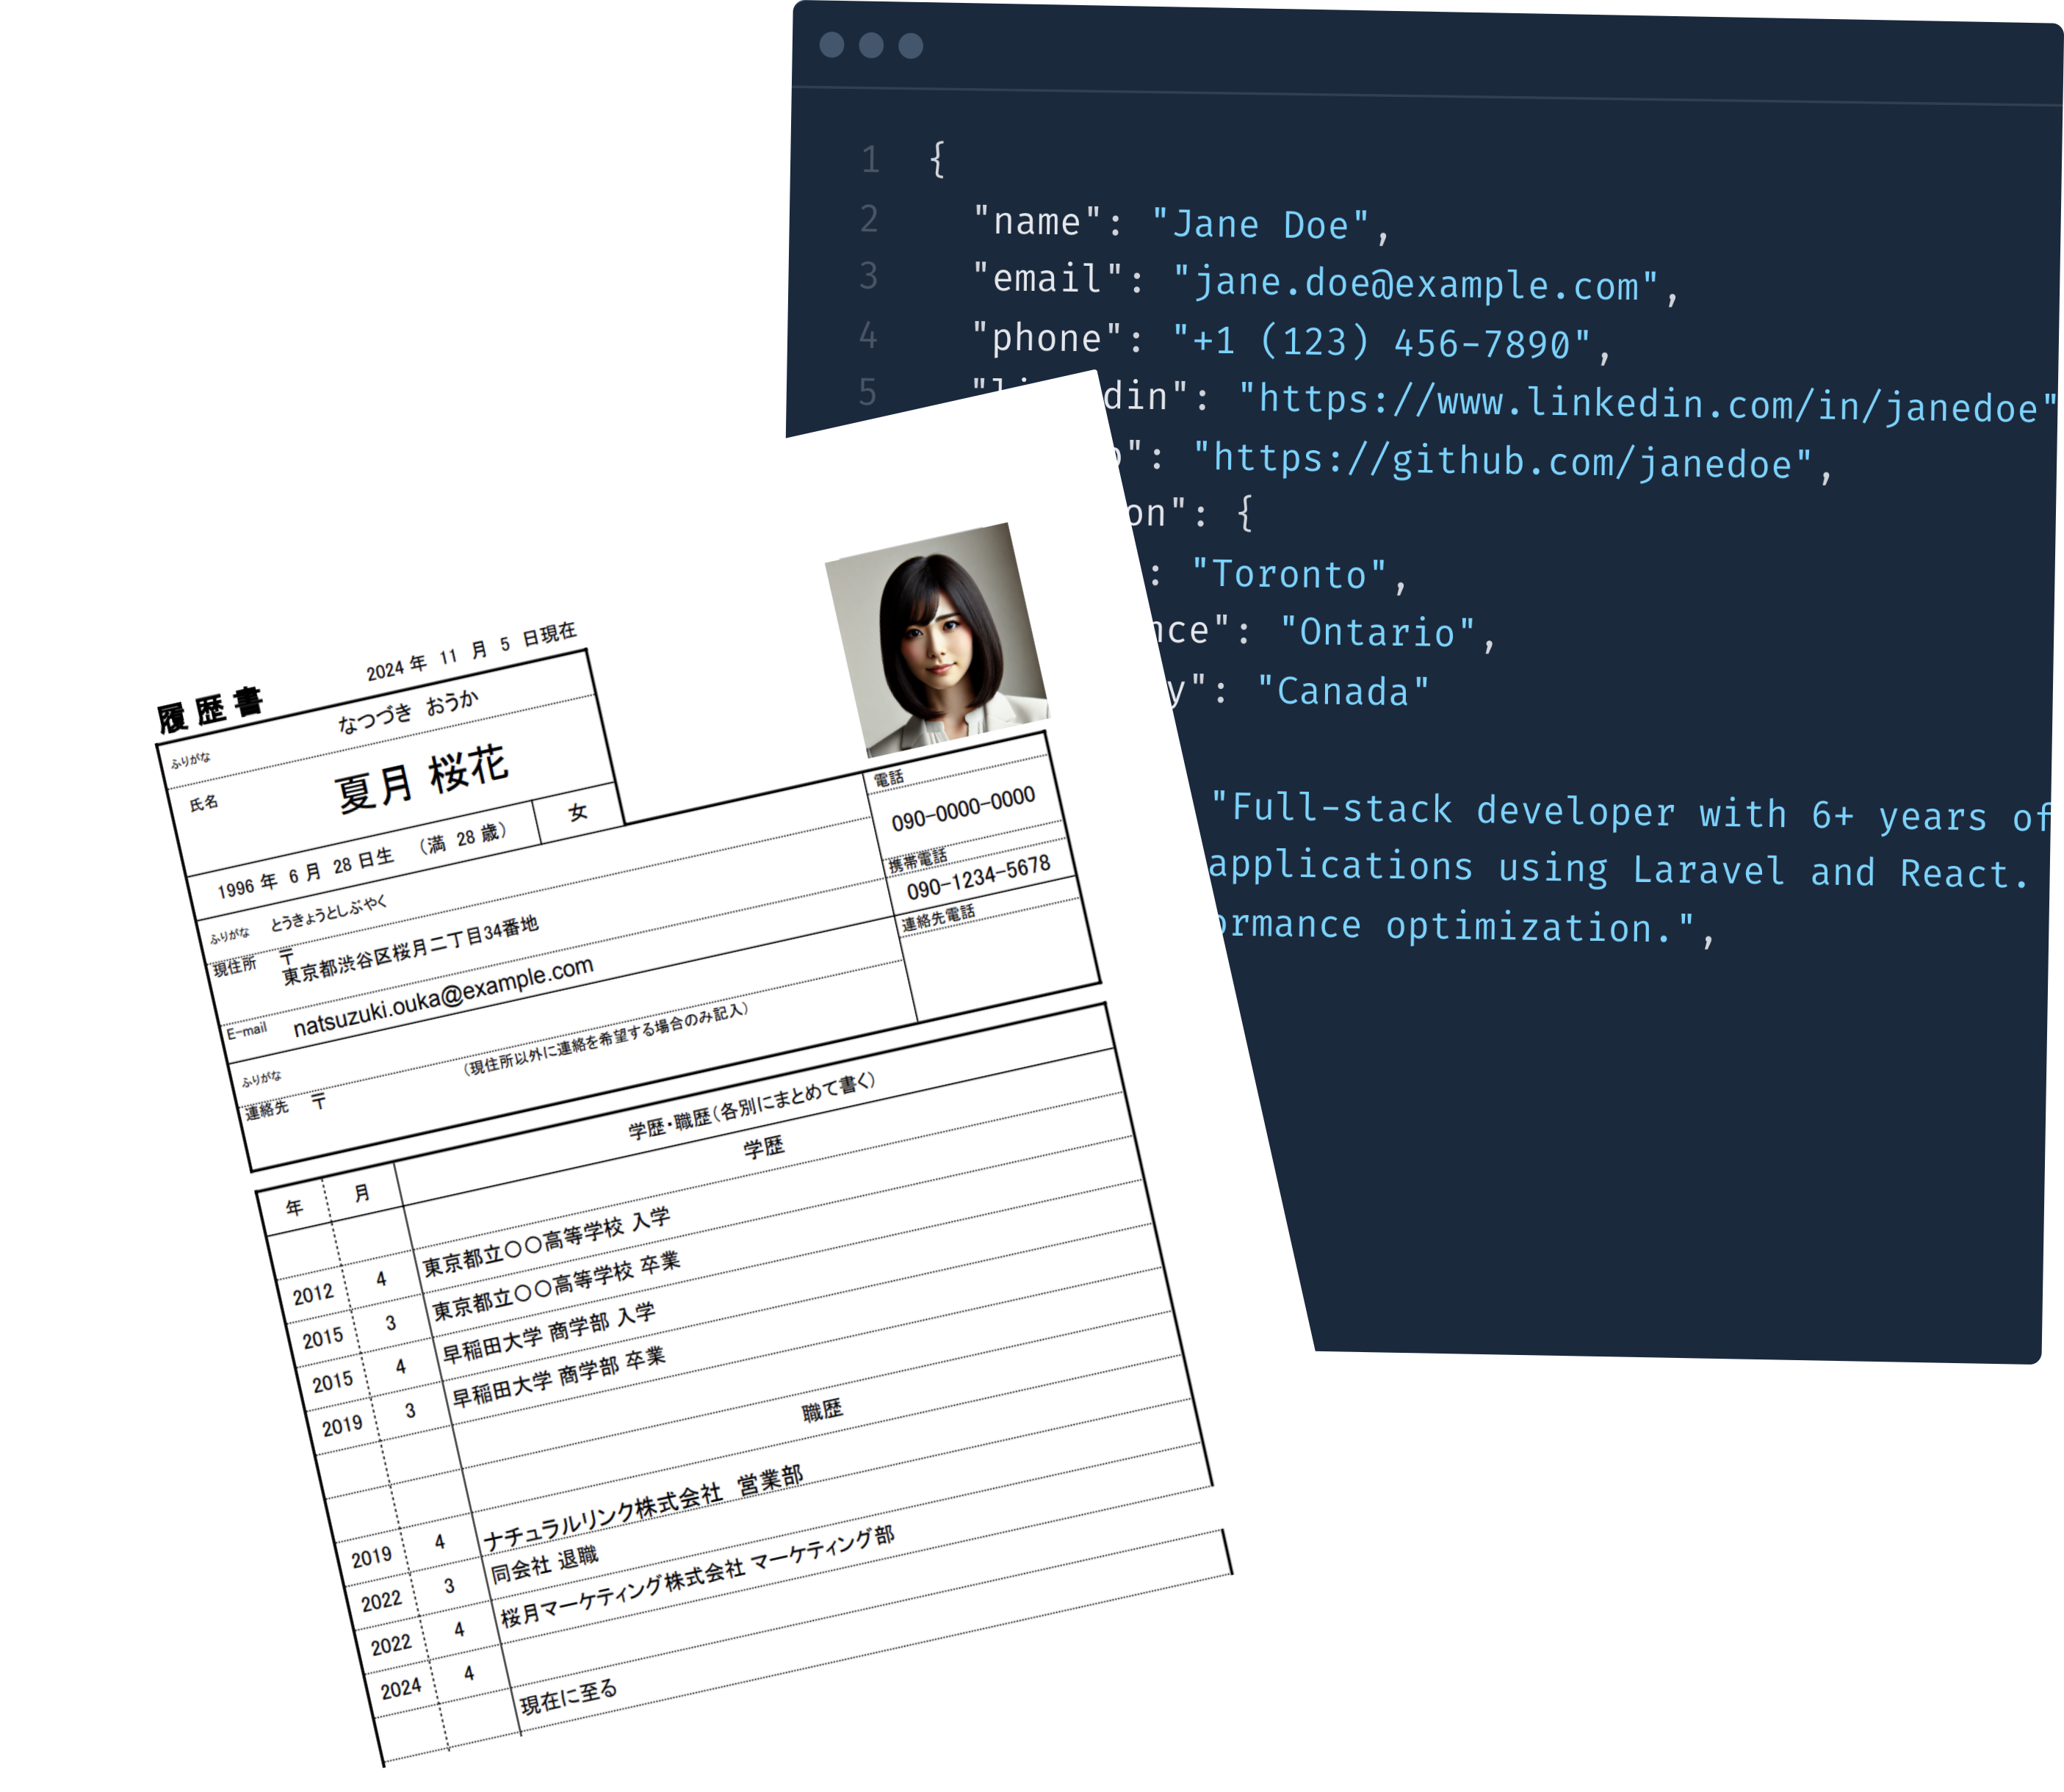 1 {
2 "name": "Jane Doe",
3 "email": "jane.doe@example.com",
4 "phone": "+1 (123) 456-7890",
5 din": "https://www.linkedin.com/in/janedoe"
": "https://github.com/janedoe",
on": {
: "Toronto",
nce": "Ontario",
y": "Canada"
"Full-stack developer with 6+ years of
applications using Laravel and React.
ormance optimization.",
履歴書
2024 年 11 月 5 日現在
ふりがな なつづき おうか
氏名 夏月 桜花
1996 年 6 月 28 日生 (満 28 歳) 女
電話
090-0000-0000
ふりがな とうきょうとしぶやく
携帯電話
090-1234-5678
現住所 〒
東京都渋谷区桜月二丁目34番地
連絡先電話
E-mail natsuzuki.ouka@example.com
ふりがな
連絡先 〒 (現住所以外に連絡を希望する場合のみ記入)
年 月 学歴・職歴(各別にまとめて書く)
学歴
2012 4 東京都立〇〇高等学校 入学
2015 3 東京都立〇〇高等学校 卒業
2015 4 早稲田大学 商学部 入学
2019 3 早稲田大学 商学部 卒業
職歴
2019 4 ナチュラルリンク株式会社 営業部
2022 3 同会社 退職
2022 4 桜月マーケティング株式会社 マーケティング部
2024 4
現在に至る